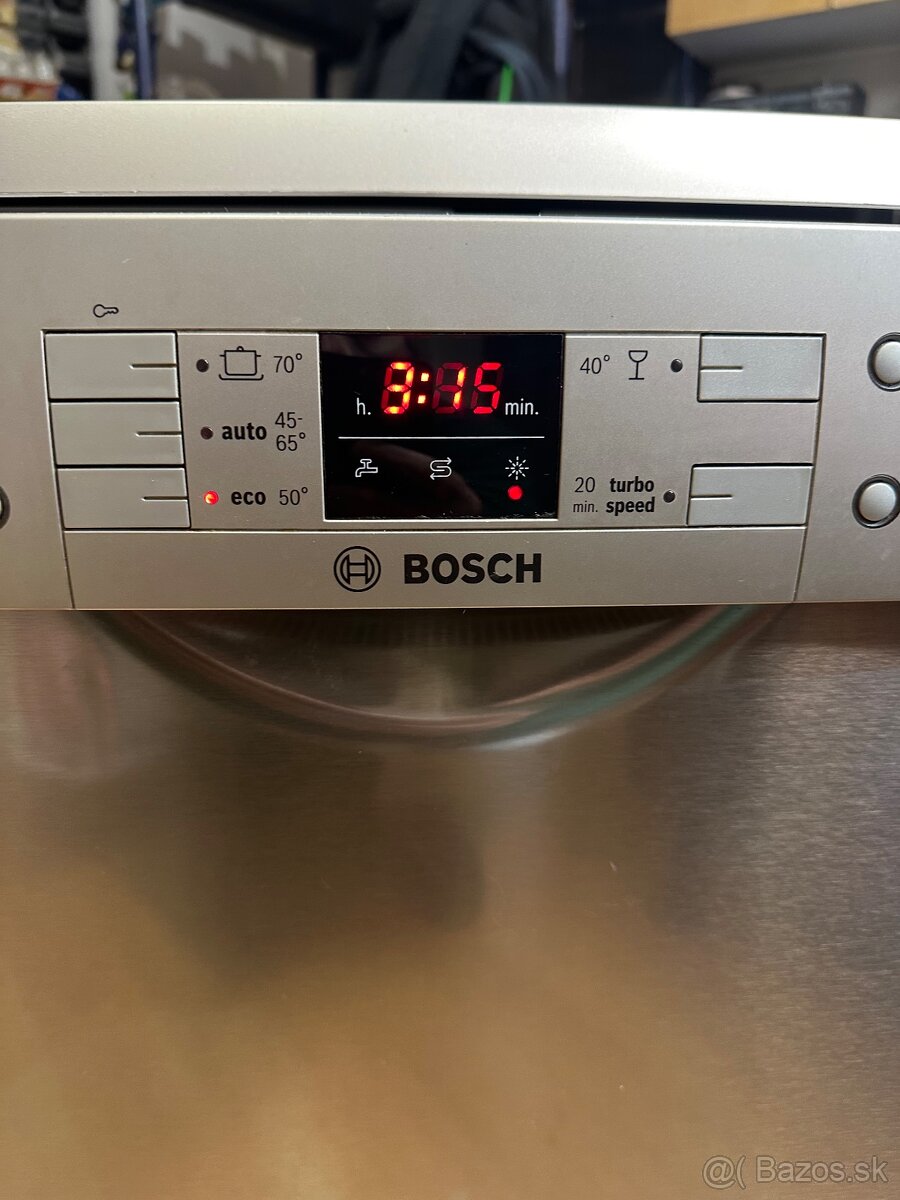 70°
auto 45-65°
eco 50°
h. 3:15 min.
40°
20 min. turbo speed
BOSCH
@( Bazos.sk